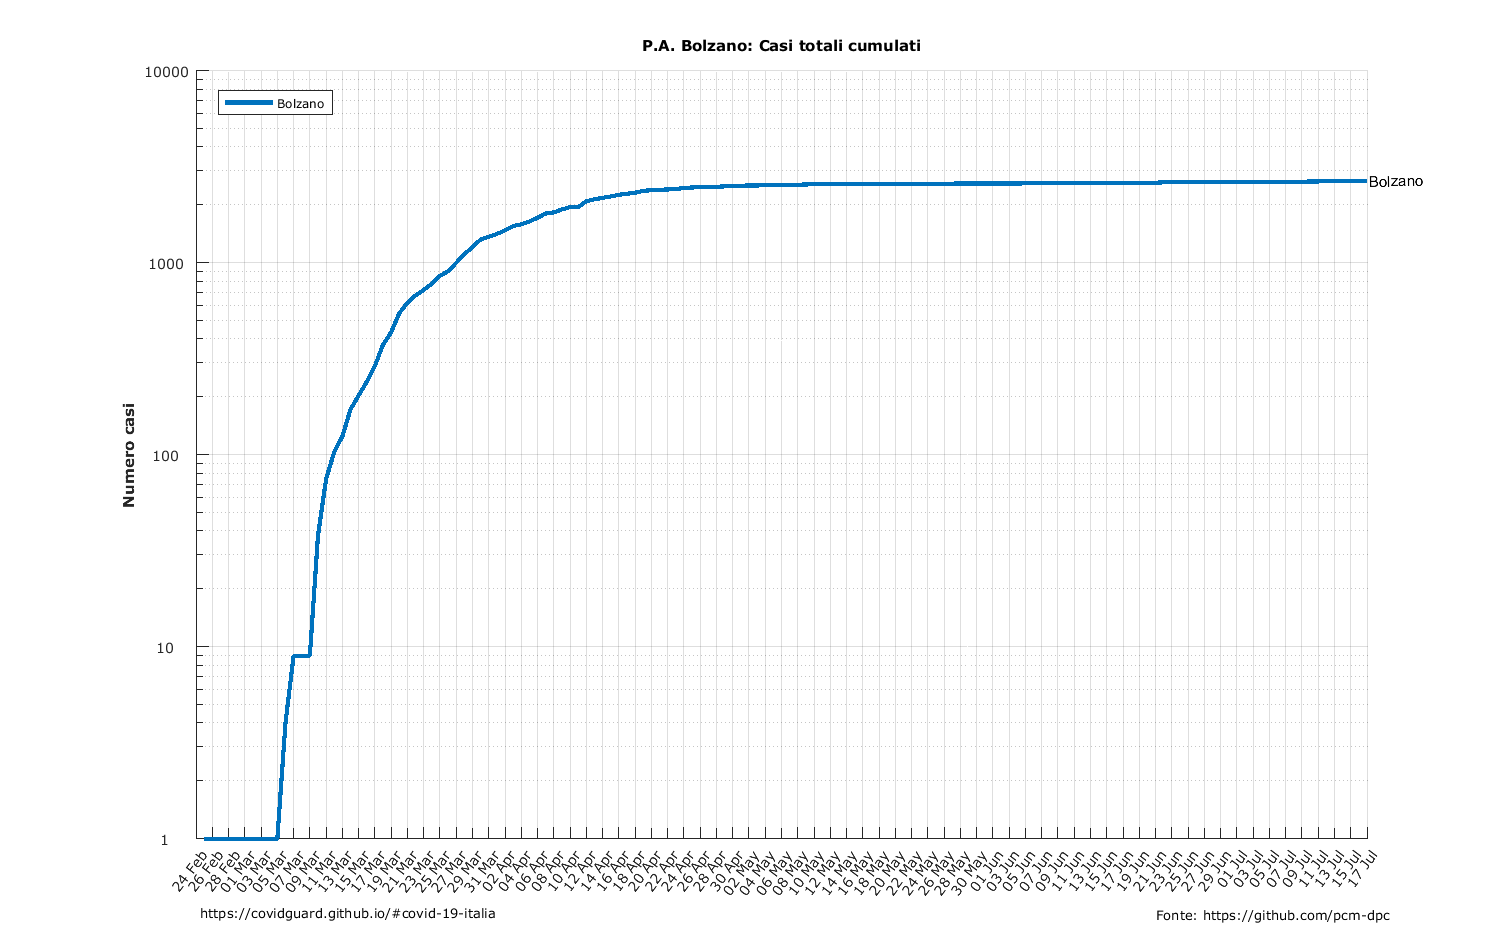 P.A. Bolzano: Casi totali cumulati
10000
Bolzano
Bolzano
1000
Numero casi
100
10
1
24 Feb
26 Feb
28 Feb
01 Mar
03 Mar
05 Mar
07 Mar
09 Mar
11 Mar
13 Mar
15 Mar
17 Mar
19 Mar
21 Mar
23 Mar
25 Mar
27 Mar
29 Mar
31 Mar
02 Apr
04 Apr
06 Apr
08 Apr
10 Apr
12 Apr
14 Apr
16 Apr
18 Apr
20 Apr
22 Apr
24 Apr
26 Apr
28 Apr
30 Apr
02 May
04 May
06 May
08 May
10 May
12 May
14 May
16 May
18 May
20 May
22 May
24 May
26 May
28 May
30 May
01 Jun
03 Jun
05 Jun
07 Jun
09 Jun
11 Jun
13 Jun
15 Jun
17 Jun
19 Jun
21 Jun
23 Jun
25 Jun
27 Jun
29 Jun
01 Jul
03 Jul
05 Jul
07 Jul
09 Jul
11 Jul
13 Jul
15 Jul
17 Jul
https://covidguard.github.io/#covid-19-italia
Fonte: https://github.com/pcm-dpc